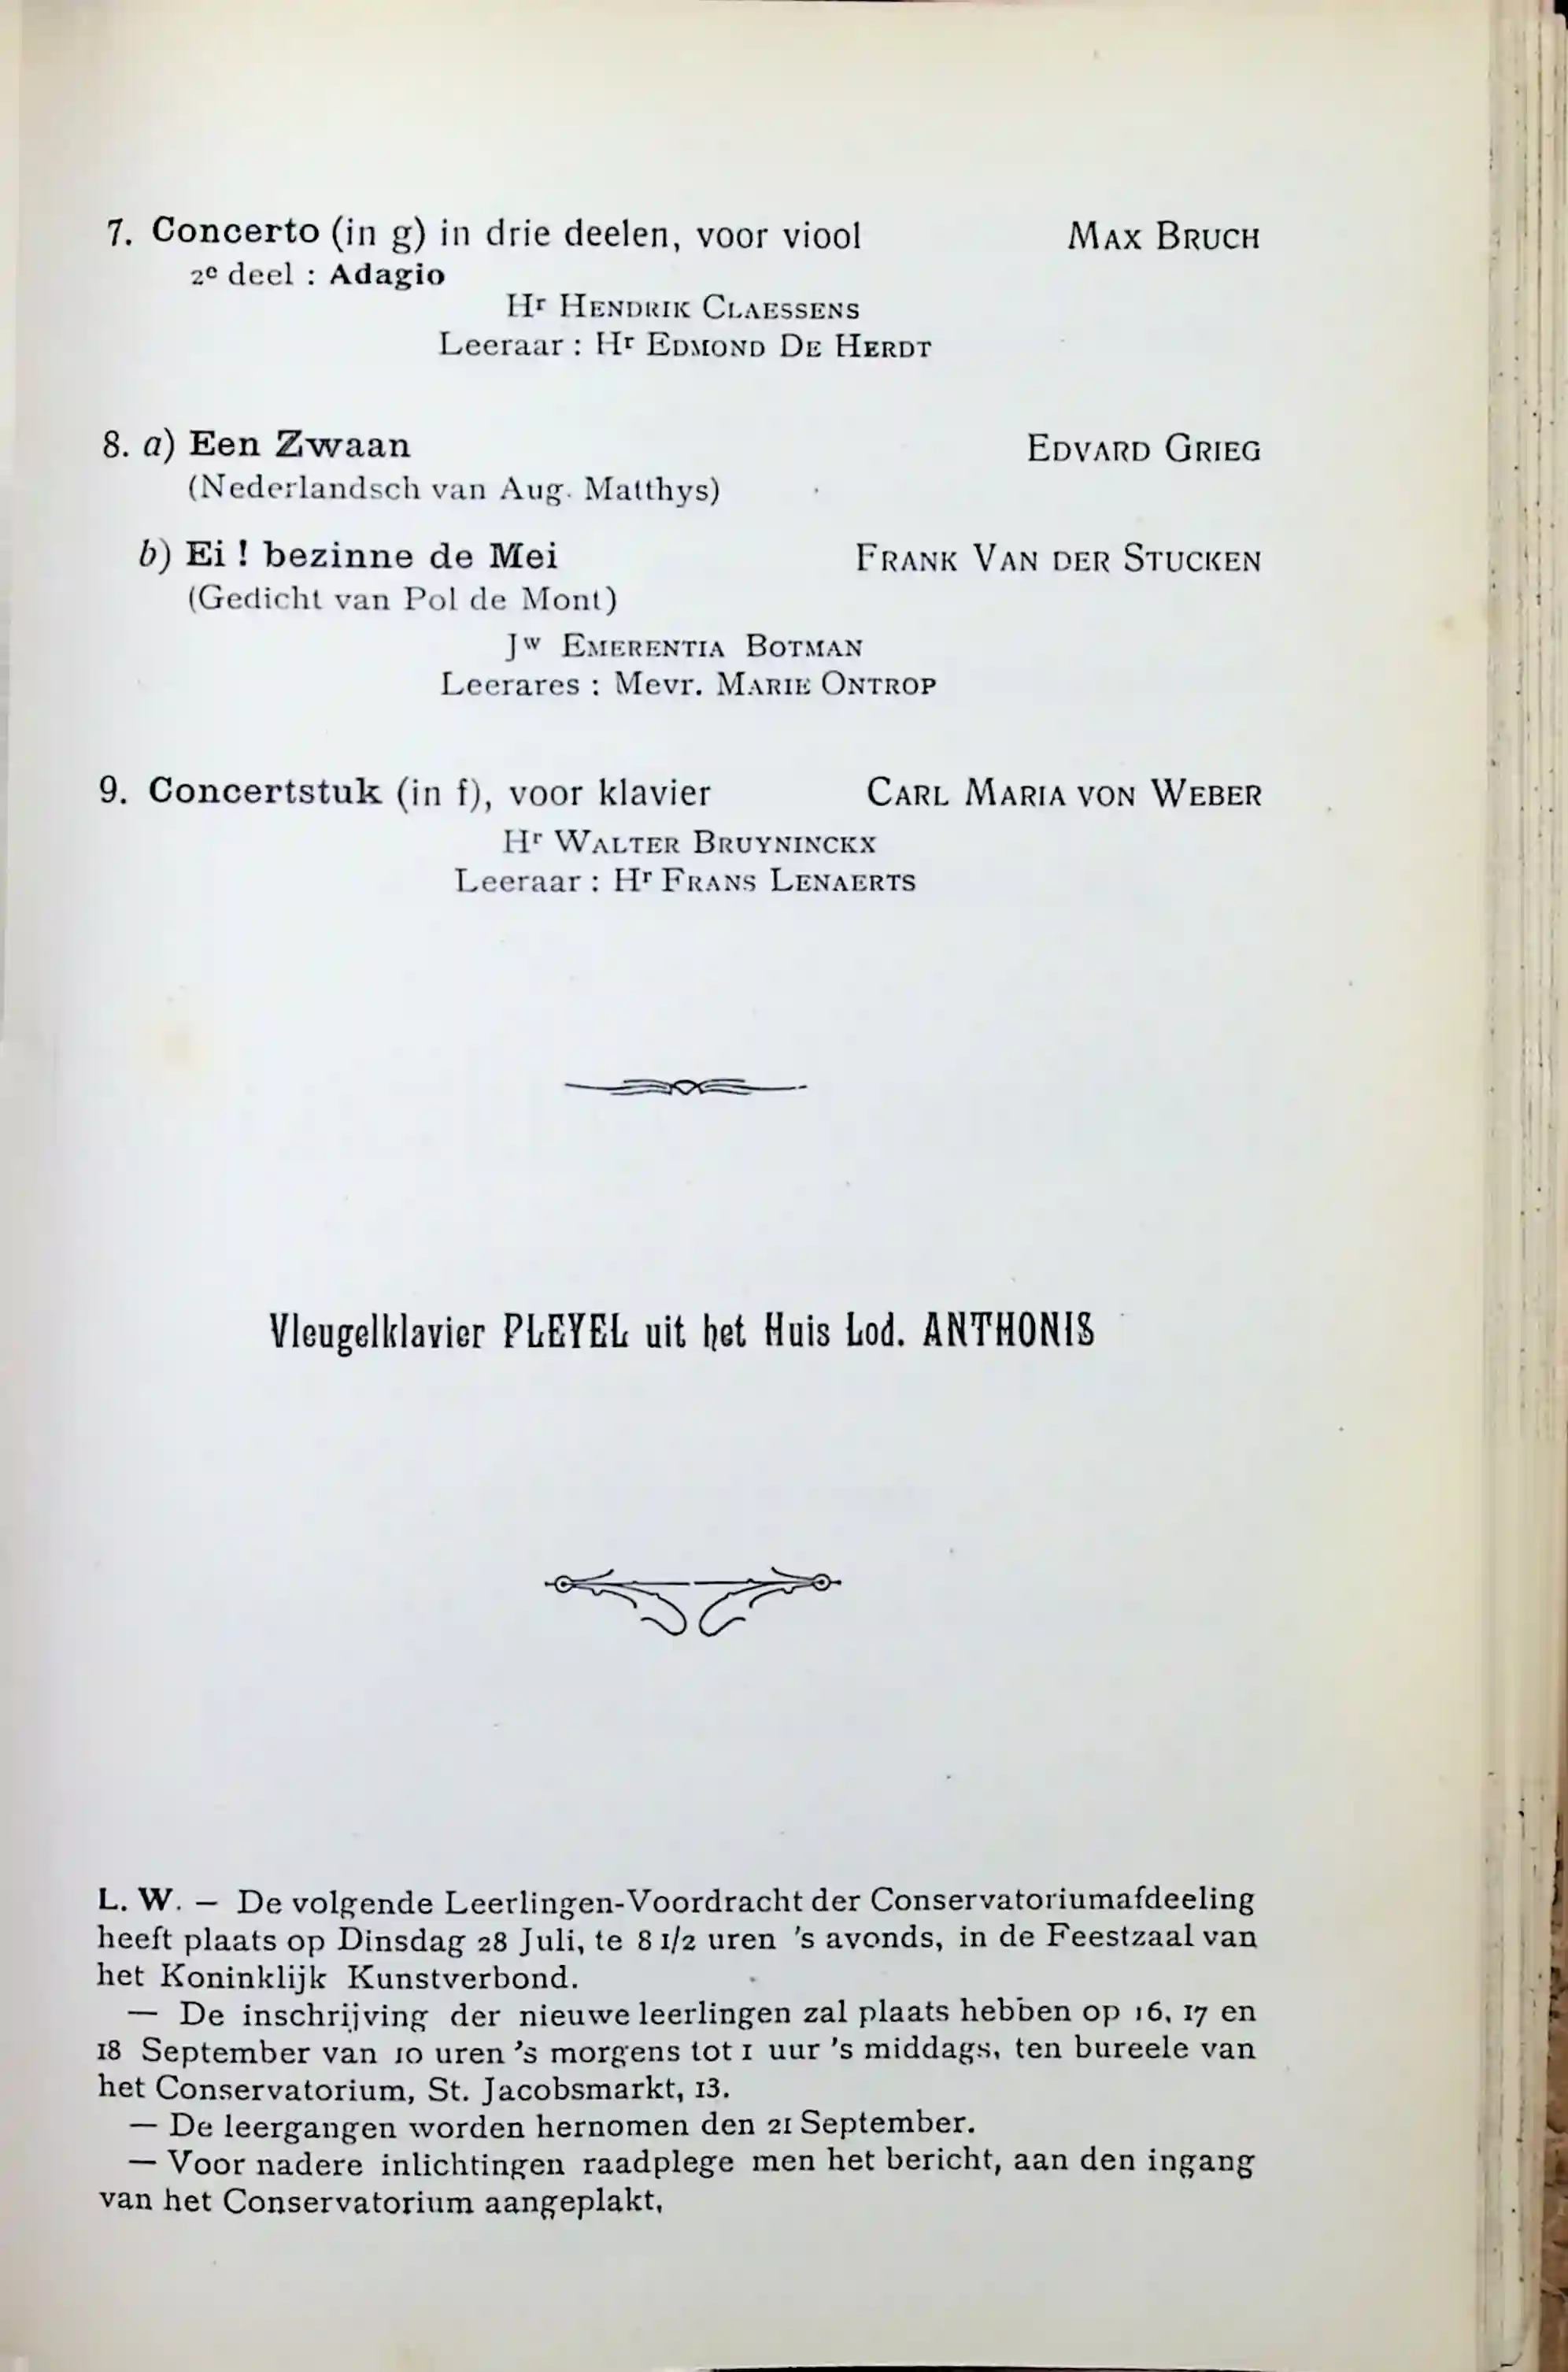 7. Concerto (in g) in drie deelen, voor viool MAX BRUCH
2e deel : Adagio
Hr HENDRIK CLAESSENS
Leeraar : Hr EDMOND DE HERDT
8. a) Een Zwaan EDVARD GRIEG
(Nederlandsch van Aug. Matthys)
b) Ei ! bezinne de Mei FRANK VAN DER STUCKEN
(Gedicht van Pol de Mont)
Jw EMERENTIA BOTMAN
Leerares : Mevr. MARIE ONTROP
9. Concertstuk (in f), voor klavier CARL MARIA VON WEBER
Hr WALTER BRUYNINCKX
Leeraar : Hr FRANS LENAERTS
Vleugelklavier PLEYEL uit het Huis Lod. ANTHONIS
L. W. — De volgende Leerlingen-Voordracht der Conservatoriumafdeeling
heeft plaats op Dinsdag 28 Juli, te 8 1/2 uren 's avonds, in de Feestzaal van
het Koninklijk Kunstverbond.
— De inschrijving der nieuwe leerlingen zal plaats hebben op 16, 17 en
18 September van 10 uren 's morgens tot 1 uur 's middags, ten bureele van
het Conservatorium, St. Jacobsmarkt, 13.
— De leergangen worden hernomen den 21 September.
— Voor nadere inlichtingen raadplege men het bericht, aan den ingang
van het Conservatorium aangeplakt,